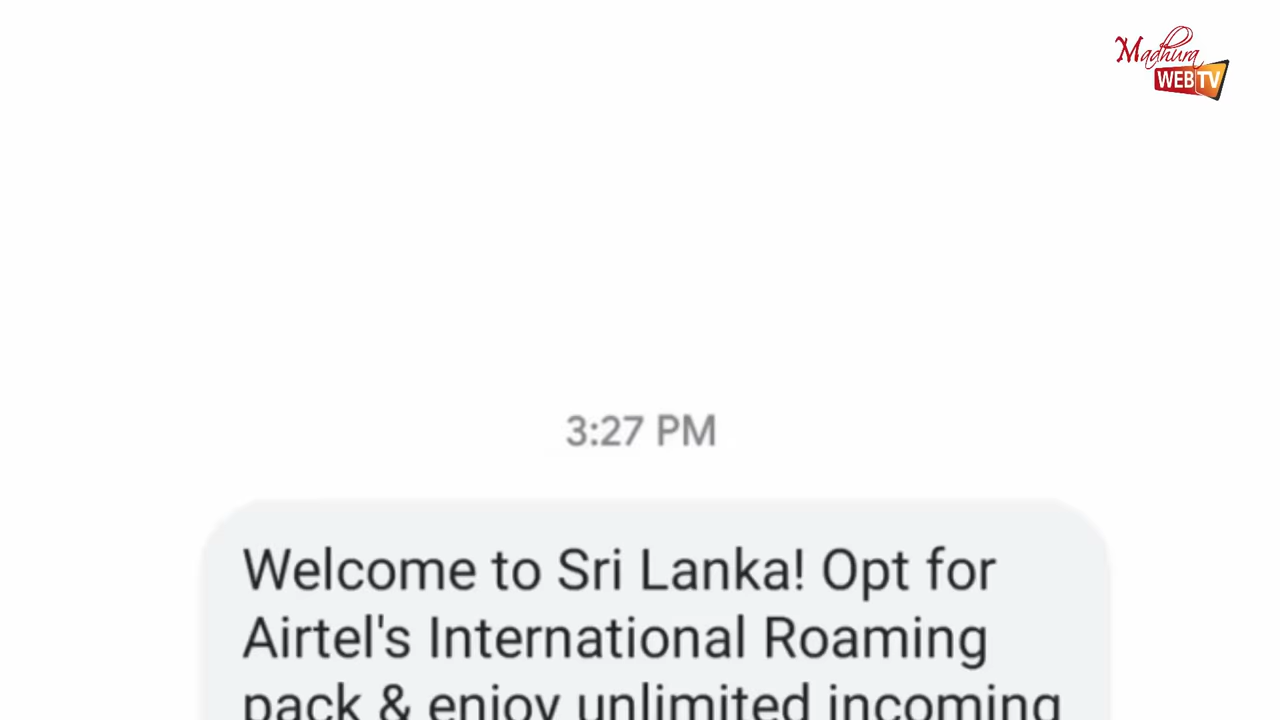 Madhura
WEBTV
3:27 PM
Welcome to Sri Lanka! Opt for
Airtel's International Roaming
pack & enjoy unlimited incoming